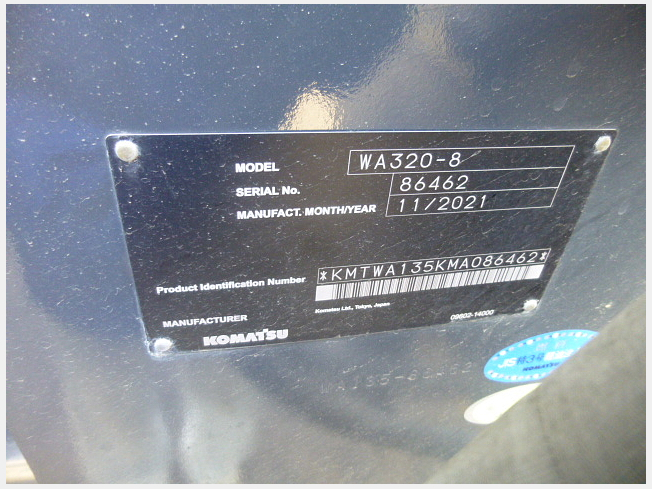 MODEL WA320-8
SERIAL No. 86462
MANUFACT. MONTH/YEAR 11/2021
Product Identification Number *KMTWA135KMA086462*
Komatsu Ltd., Tokyo, Japan
MANUFACTURER KOMATSU
09802-14000
KOMATSU